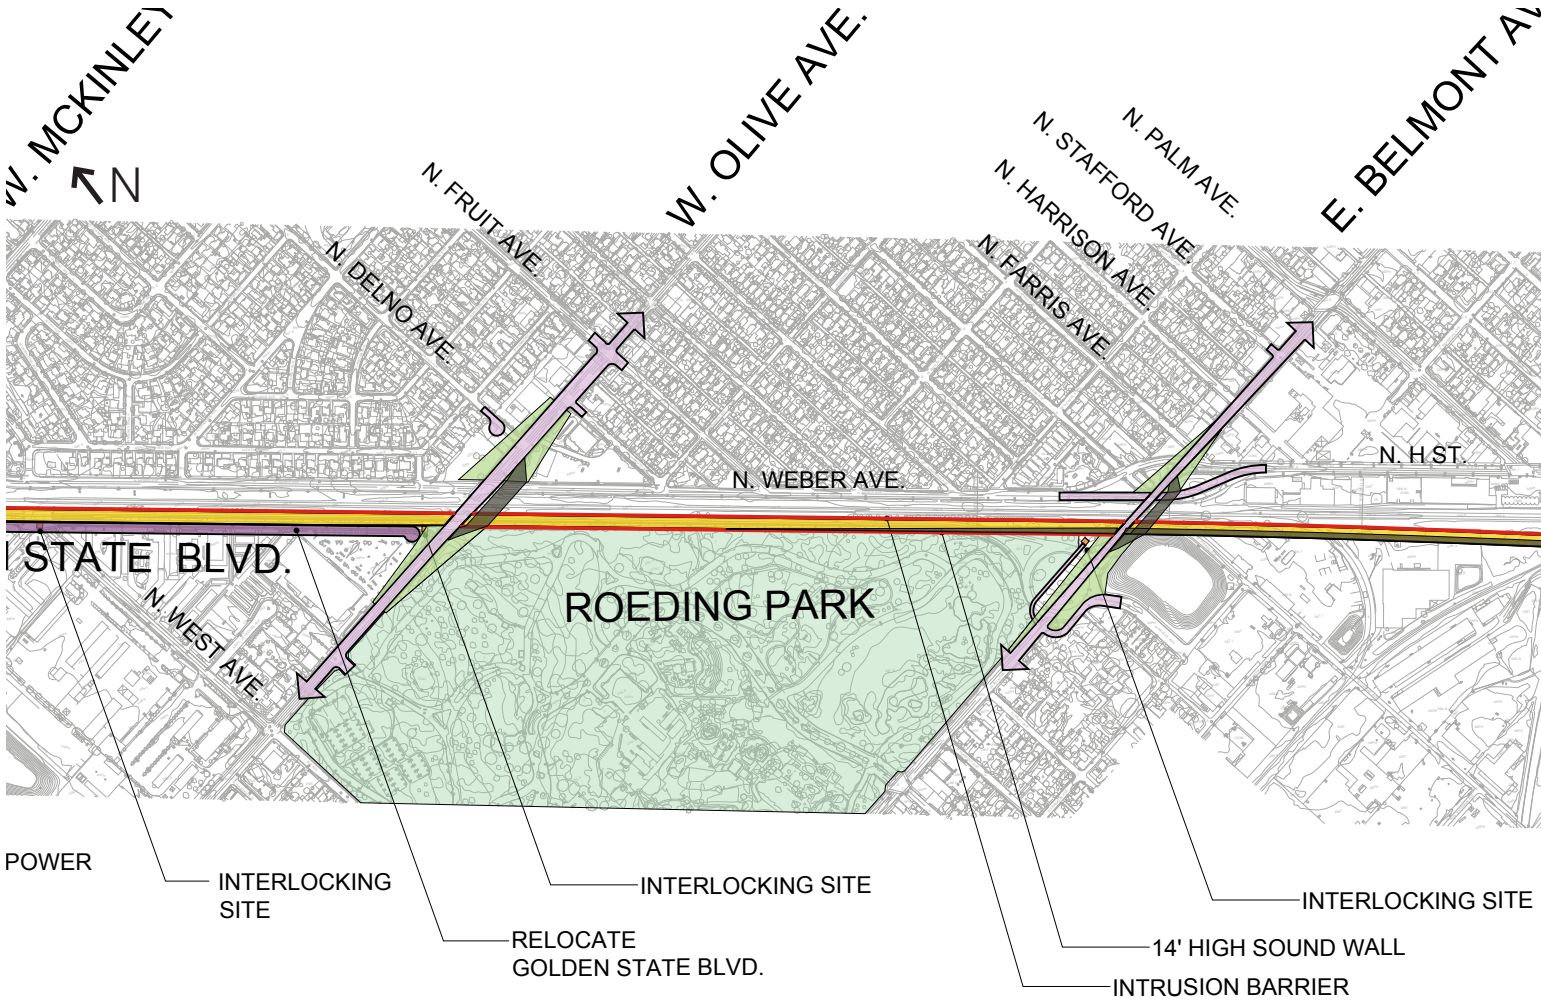 W. MCKINLEY
W. OLIVE AVE.
E. BELMONT AV
N
N. FRUIT AVE.
N. DELNO AVE.
N. PALM AVE.
N. STAFFORD AVE.
N. HARRISON AVE.
N. FARRIS AVE.
N. WEBER AVE.
N. H ST.
STATE BLVD.
N. WEST AVE.
ROEDING PARK
POWER
INTERLOCKING
SITE
INTERLOCKING SITE
INTERLOCKING SITE
RELOCATE
GOLDEN STATE BLVD.
14' HIGH SOUND WALL
INTRUSION BARRIER